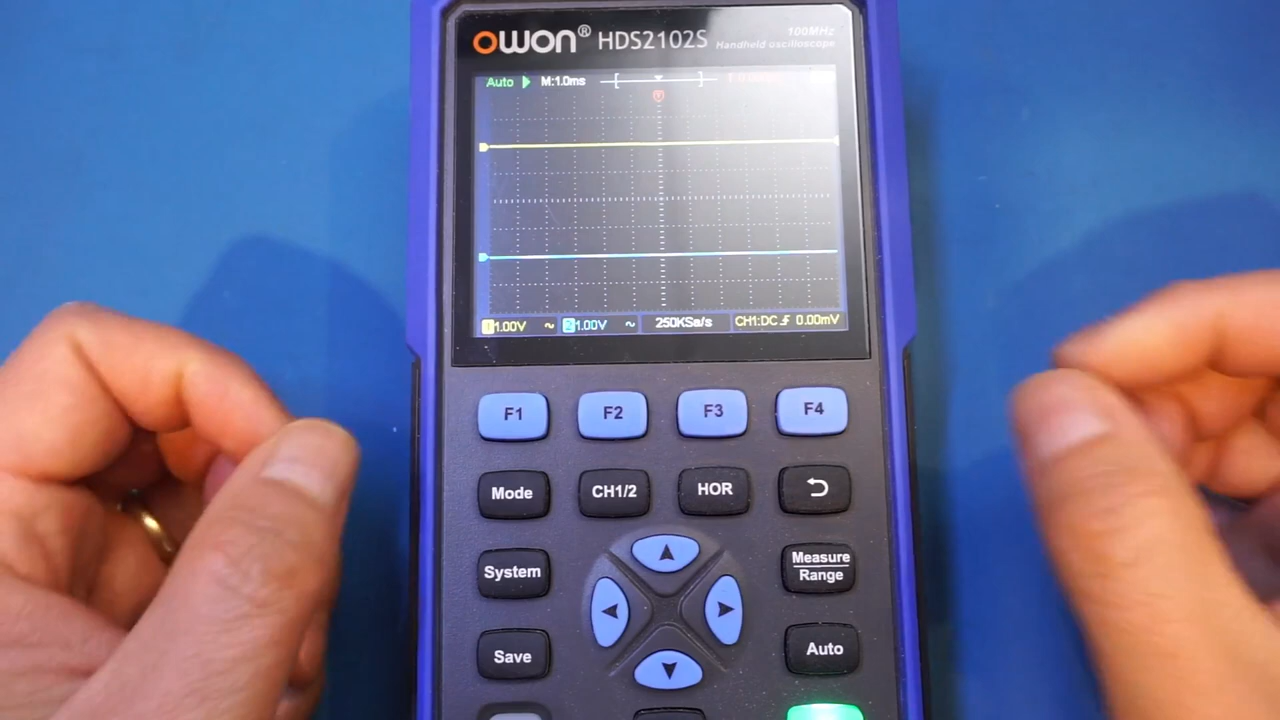 OWON® HDS2102S 100MHz
Handheld oscilloscope
Auto M:1.0ms
T
1 1.00V ~ 2 1.00V ~ 250KSa/s CH1:DC 0.00mV
F1 F2 F3 F4
Mode CH1/2 HOR
System Measure
Range
Save Auto